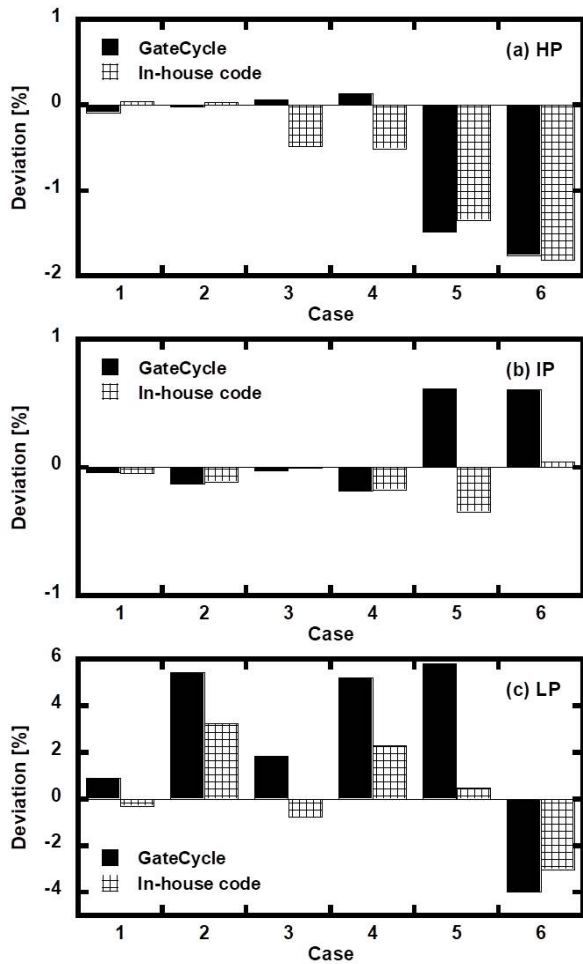 1
GateCycle
In-house code
(a) HP
0
-1
-2
Deviation [%]
1 2 3 4 5 6
Case
1
GateCycle
In-house code
(b) IP
0
-1
Deviation [%]
1 2 3 4 5 6
Case
6
(c) LP
4
2
0
-2
-4
Deviation [%]
GateCycle
In-house code
1 2 3 4 5 6
Case